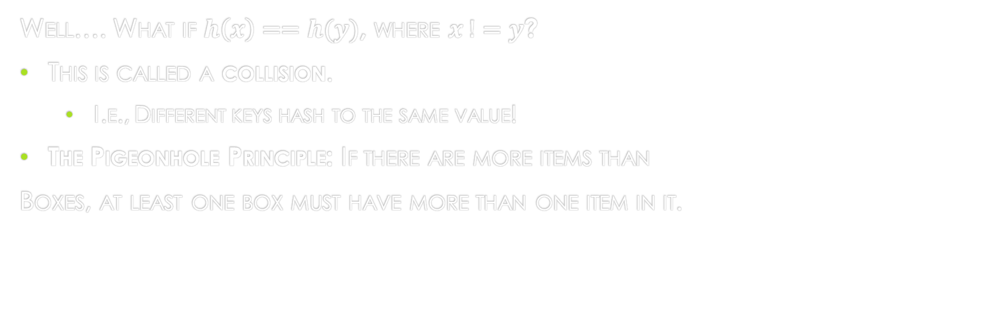 Well.... What if h(x) == h(y), where x != y?
• This is called a collision.
• I.e., Different keys hash to the same value!
• The Pigeonhole Principle: If there are more items than
Boxes, at least one box must have more than one item in it.